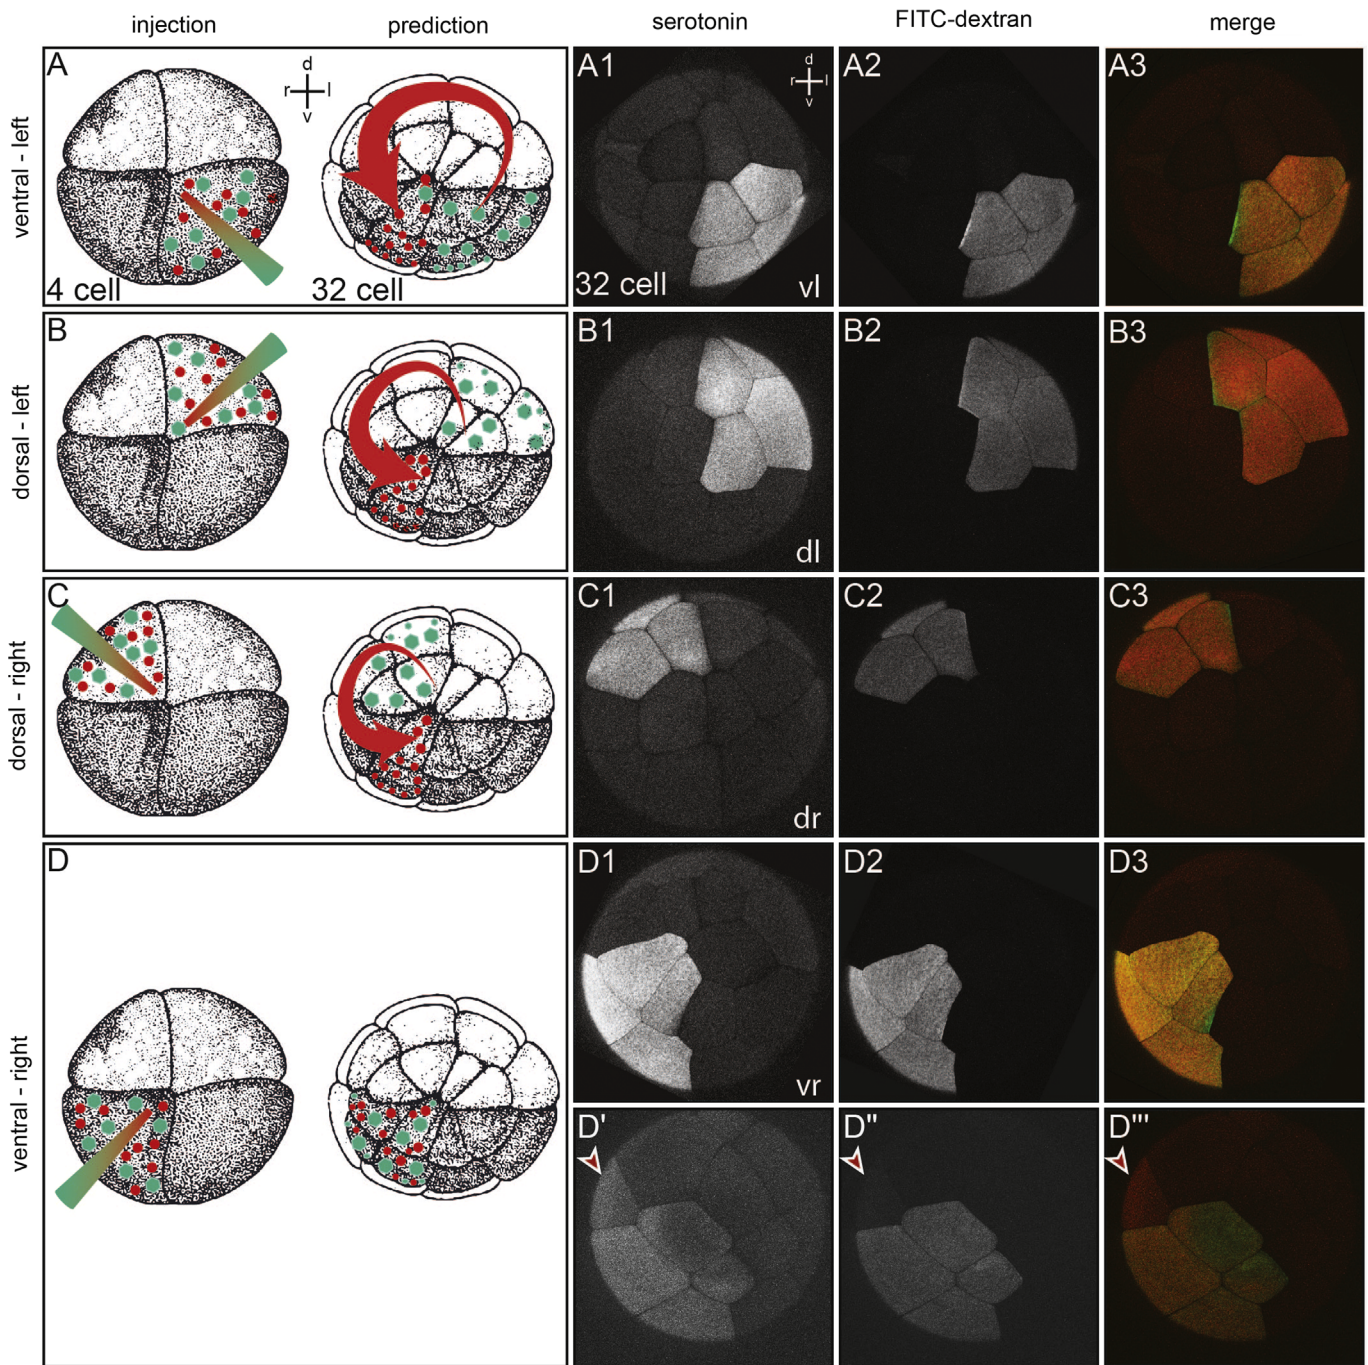 injection prediction serotonin FITC-dextran merge
ventral - left
A
d
r l
v
4 cell
32 cell
A1
d
r l
v
32 cell
vl
A2
A3
dorsal - left
B
B1
dl
B2
B3
dorsal - right
C
C1
dr
C2
C3
ventral - right
D
D1
vr
D2
D3
D'
D"
D"'